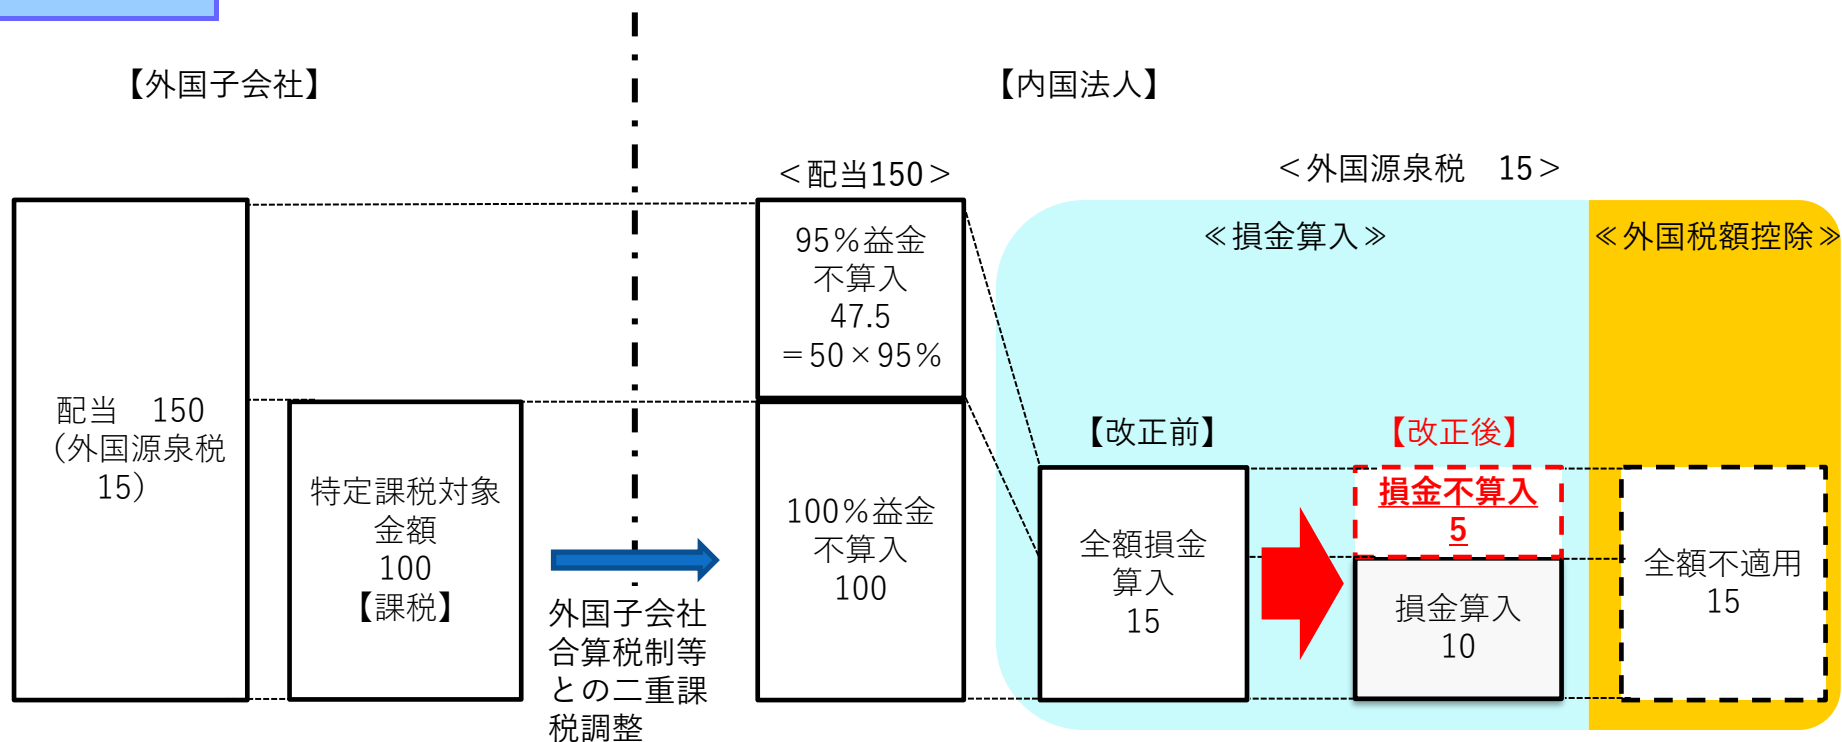 【外国子会社】
【内国法人】
＜配当150＞
＜外国源泉税　15＞
≪損金算入≫
≪外国税額控除≫
配当　150
（外国源泉税
15）
特定課税対象
金額
100
【課税】
外国子会社
合算税制等
との二重課
税調整
95％益金
不算入
47.5
＝50×95％
100％益金
不算入
100
【改正前】
全額損金
算入
15
【改正後】
損金不算入
5
損金算入
10
全額不適用
15